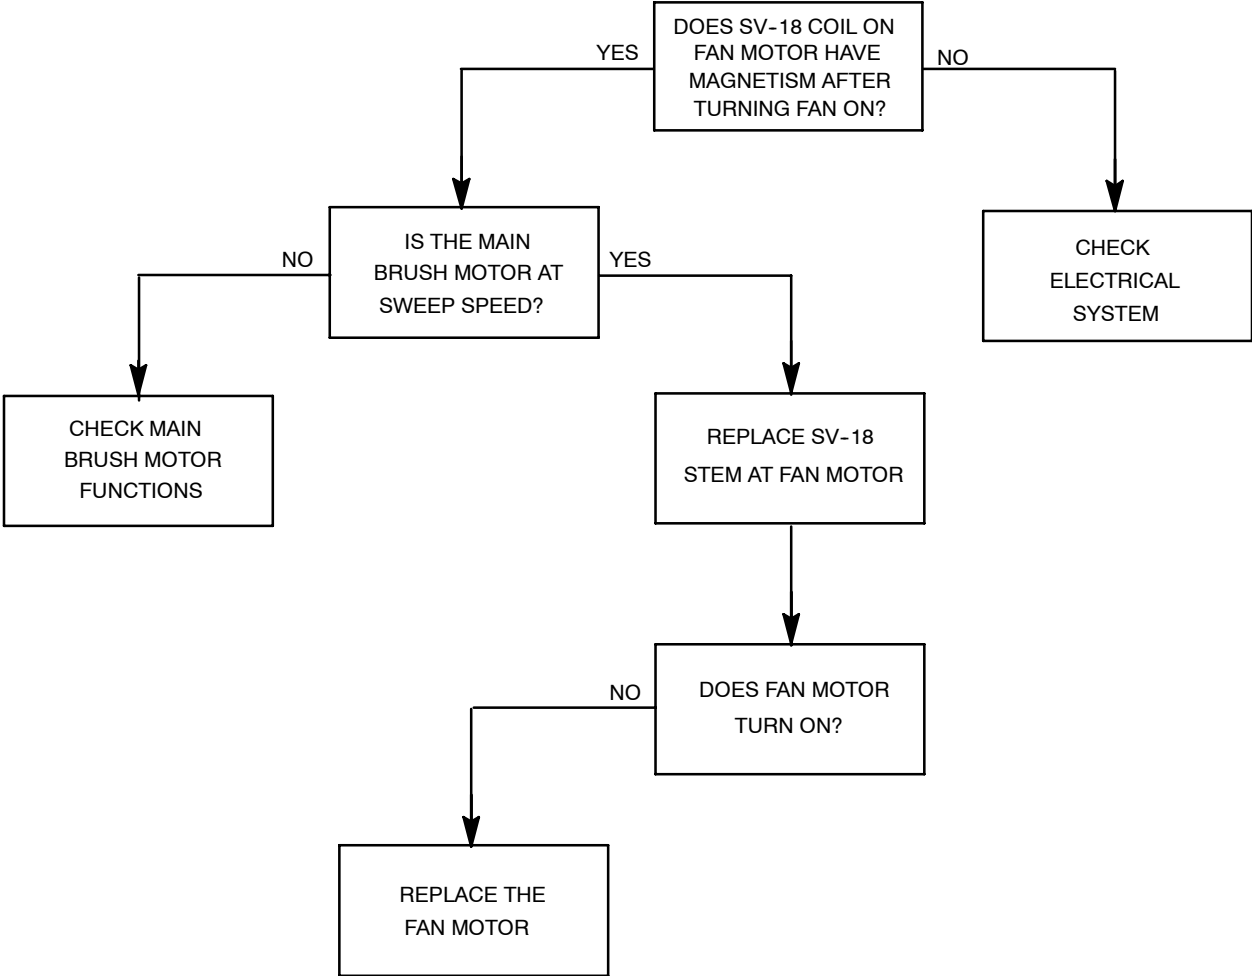 DOES SV-18 COIL ON
FAN MOTOR HAVE
MAGNETISM AFTER
TURNING FAN ON?
YES
NO
IS THE MAIN
BRUSH MOTOR AT
SWEEP SPEED?
NO
YES
CHECK
ELECTRICAL
SYSTEM
CHECK MAIN
BRUSH MOTOR
FUNCTIONS
REPLACE SV-18
STEM AT FAN MOTOR
DOES FAN MOTOR
TURN ON?
NO
REPLACE THE
FAN MOTOR